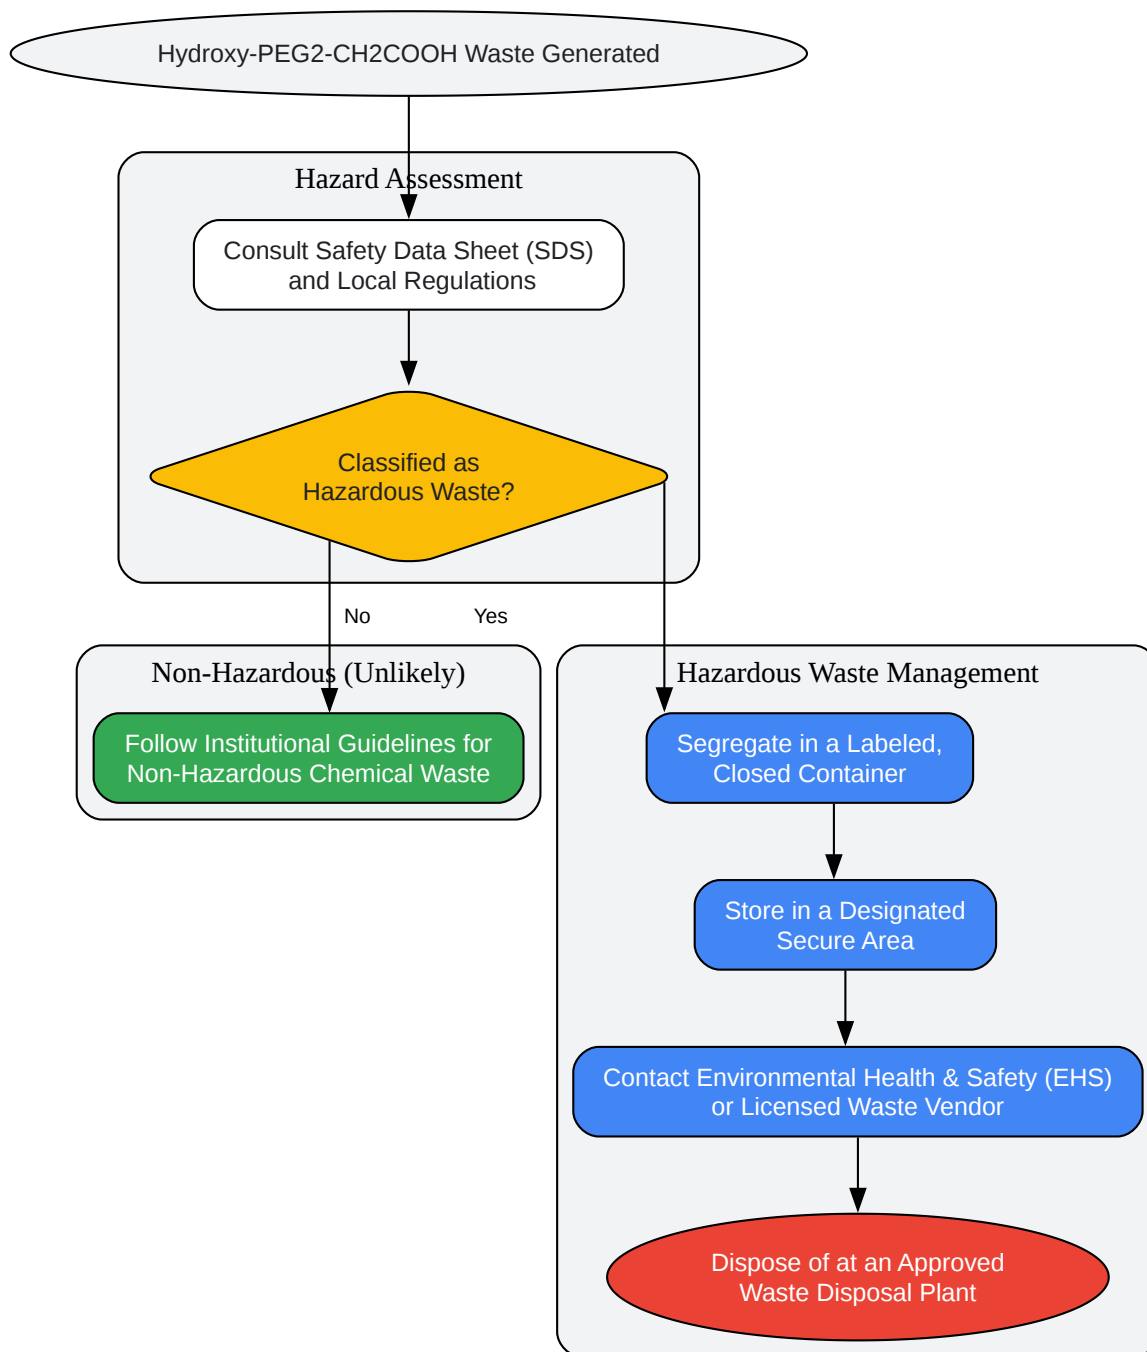 Hydroxy-PEG2-CH2COOH Waste Generated
Hazard Assessment
Consult Safety Data Sheet (SDS)
and Local Regulations
Classified as
Hazardous Waste?
No
Yes
Non-Hazardous (Unlikely)
Follow Institutional Guidelines for
Non-Hazardous Chemical Waste
Hazardous Waste Management
Segregate in a Labeled,
Closed Container
Store in a Designated
Secure Area
Contact Environmental Health & Safety (EHS)
or Licensed Waste Vendor
Dispose of at an Approved
Waste Disposal Plant